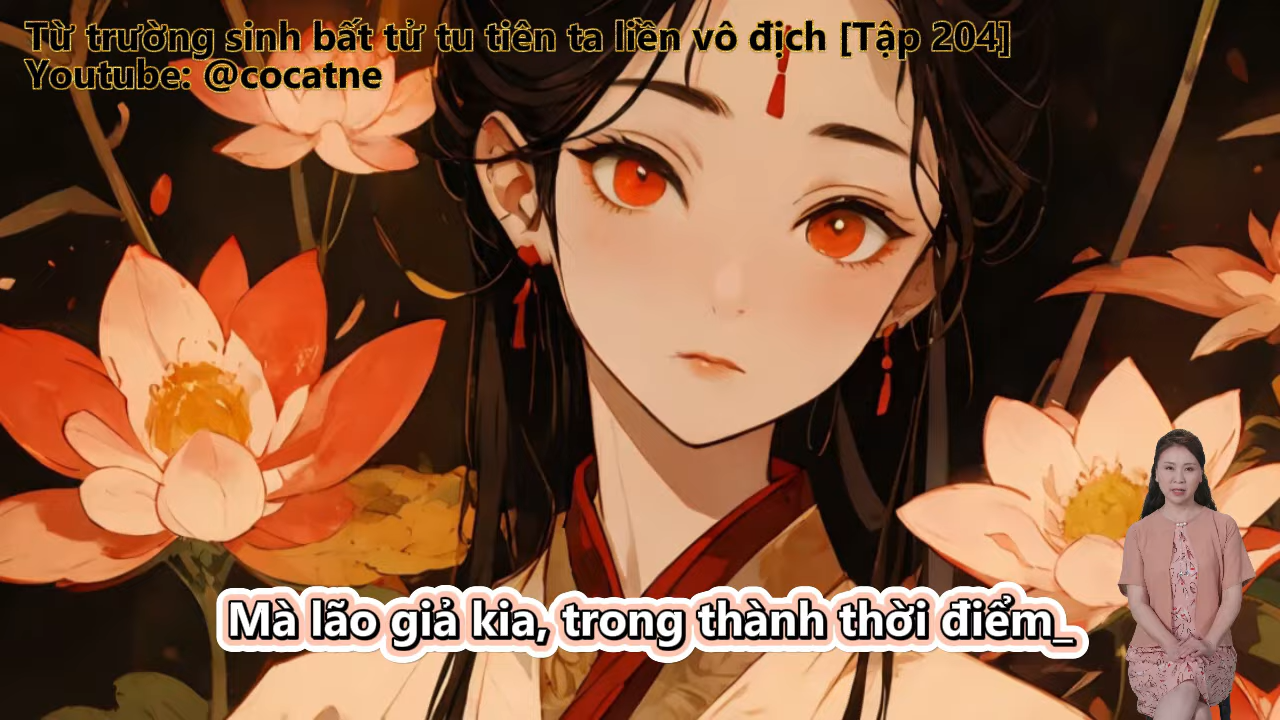 Từ trường sinh bất tử tu tiên ta liền vô địch [Tập 204]
Youtube: @cocatne
Mà lão giả kia, trong thành thời điểm_